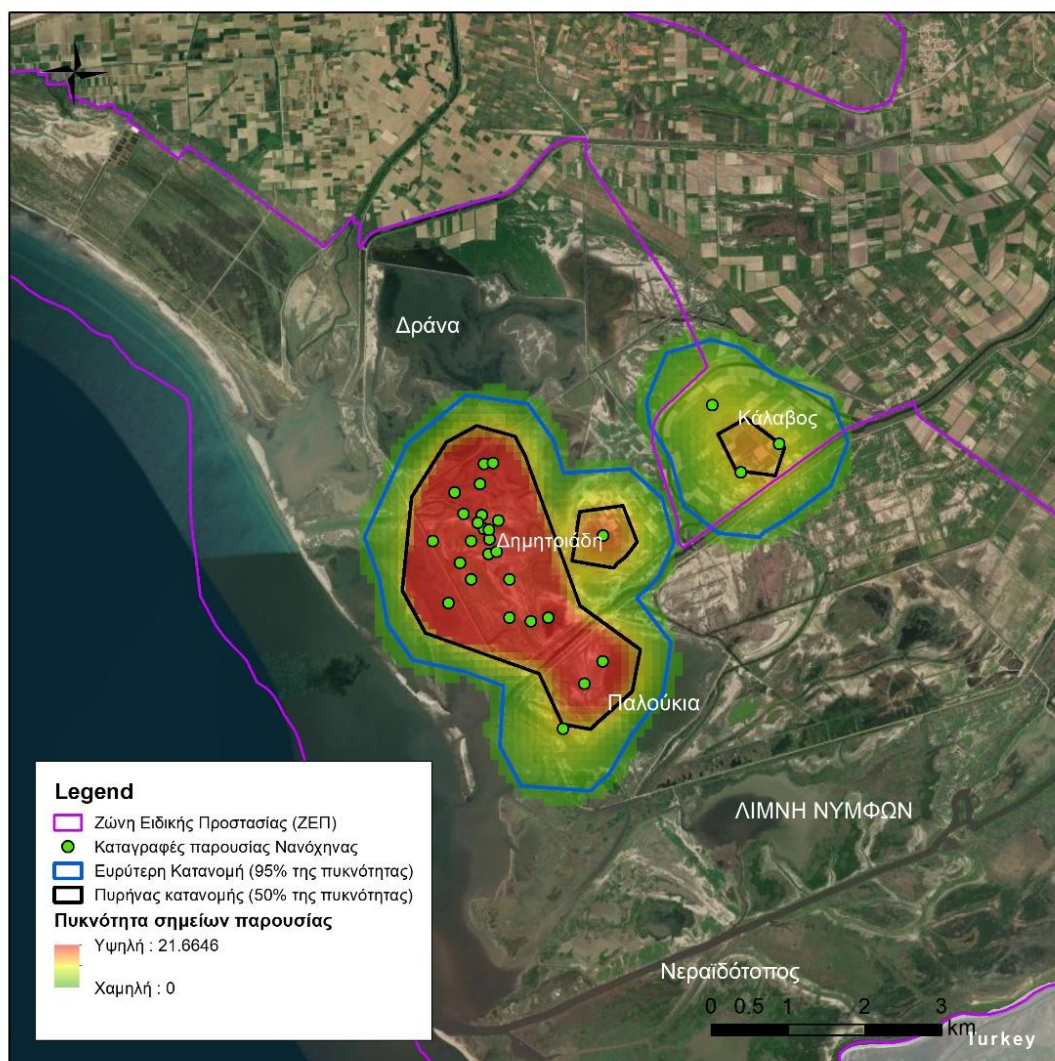 Δράνα
Κάλαβος
Δημητριάδη
Παλούκια
ΛΙΜΝΗ ΝΥΜΦΩΝ
Νεραϊδότοπος
Legend
Ζώνη Ειδικής Προστασίας (ΖΕΠ)
Καταγραφές παρουσίας Νανόχηνας
Ευρύτερη Κατανομή (95% της πυκνότητας)
Πυρήνας κατανομής (50% της πυκνότητας)
Πυκνότητα σημείων παρουσίας
Υψηλή : 21.6646
Χαμηλή : 0
0 0.5 1 2 3
km
Turkey